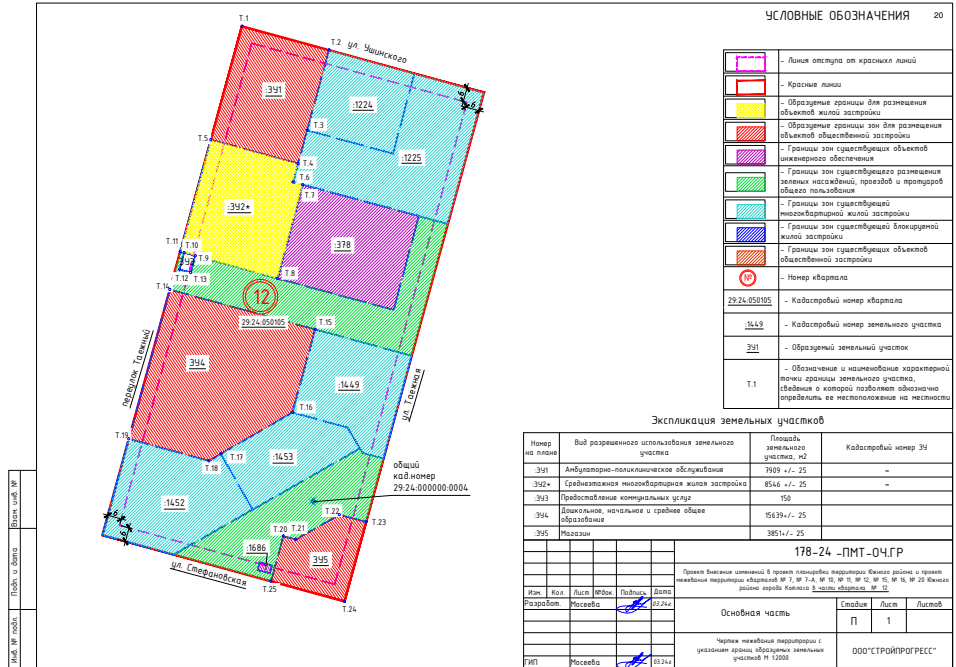 УСЛОВНЫЕ ОБОЗНАЧЕНИЯ
20
- Линия отступа от красныхл линий
- Красные линии
- Образуемые границы для размещения
объектов жилой застройки
- Образуемые границы зон для размещения
объектов общественной застройки
- Границы зон существующих объектов
инженерного обеспечения
- Границы зон существующего размещения
зеленых насаждений, проездов и тротуаров
общего пользования
- Границы зон существующей
многоквартирной жилой застройки
- Границы зон существующей блокируемой
жилой застройки
- Границы зон существующих объектов
общественной застройки
№
- Номер квартала
29:24:050105
- Кадастровый номер квартала
:1449
- Кадастровый номер земельного участка
ЗУ1
- Образуемый земельный участок
Т.1
- Обозначение и наименование характерной
точки границы земельного участка,
сведения о которой позволяют однозначно
определить ее местоположение на местности
Т.1
Т.2
ул. Ушинского
6
6
:ЗУ1
:1224
Т.3
Т.5
Т.4
:1225
Т.6
Т.7
:ЗУ2*
:378
Т.11
Т.10
Т.9
Т.12
Т.13
Т.8
Т.14
12
29:24:050105
Т.15
переулок Таежный
ул. Таежная
ЗУ4
:1449
Т.16
Т.19
Т.17
Т.18
:1453
общий
кад.номер
29:24:000000:0004
:1452
6
6
Т.22
Т.23
Т.20
Т.21
:1686
ЗУ5
ул. Стефановская
Т.25
Т.24
Экспликация земельных участков
Номер на плане
Вид разрешенного использования земельного участка
Площадь земельного участка, м2
Кадастровый номер ЗУ
:ЗУ1 Амбулаторно-поликлиническое обслуживание 7909 +/- 25 -
:ЗУ2* Среднеэтажная многоквартирная жилая застройка 8546 +/- 25 -
:ЗУ3 Предоставление коммунальных услуг 150
:ЗУ4 Дошкольное, начальное и среднее общее образование 15639+/- 25
:ЗУ5 Магазин 3851+/- 25
178-24 -ПМТ-ОЧ.ГР
Проект внесения изменений в проект планировки территории Южного района и проект
межевания территории кварталов № 7, № 7-А, № 10, № 11, № 12, № 15, № 16, № 20 Южного
района города Котласа в части квартала № 12
Изм. Кол. Лист №док. Подпись Дата
Разработ. Мосеева 03.24г.
Основная часть
Стадия Лист Листов
П 1
Чертеж межевания территории с
указанием границ образуемых земельных
участков М 1:2000
ООО"СТРОЙПРОГРЕСС"
ГИП Мосеева 03.24г
Взам. инв. №
Подп. и дата
Инв. № подл.